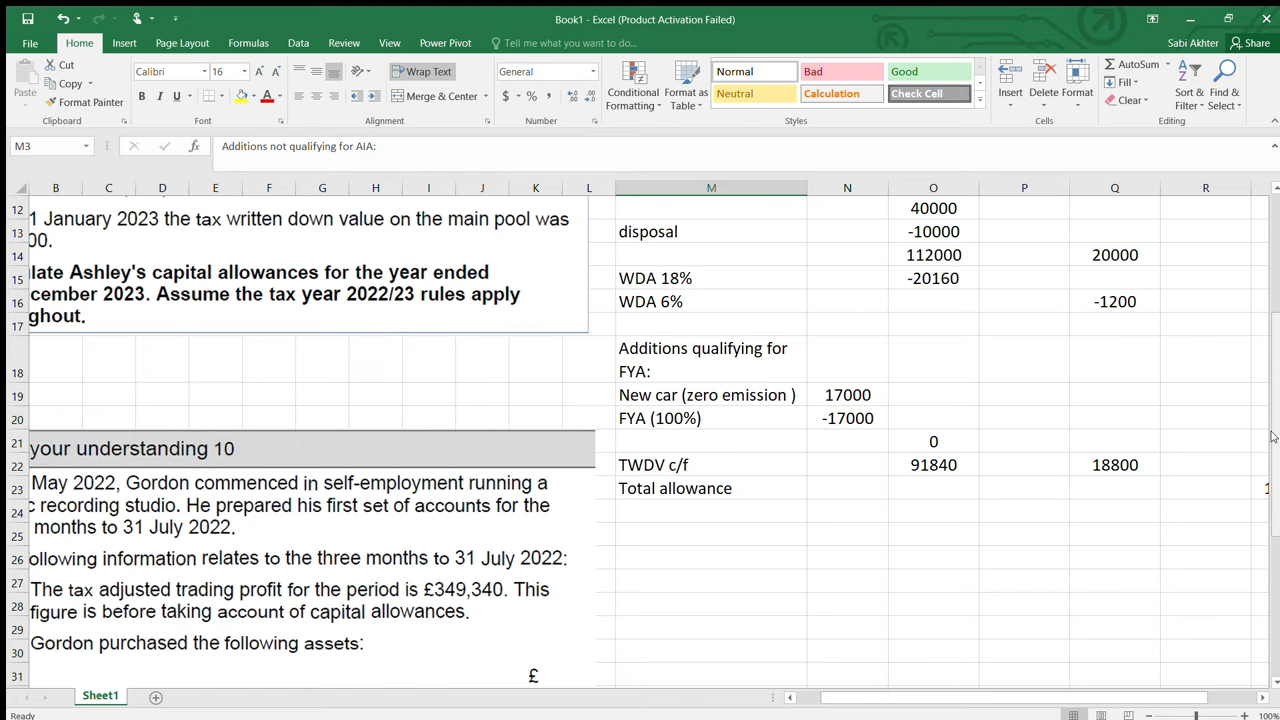 Book1 - Excel (Product Activation Failed)
File Home Insert Page Layout Formulas Data Review View Power Pivot Tell me what you want to do... Sabi Akhter Share
Paste Cut Copy Format Painter Clipboard
Calibri 16 B I U Font
Wrap Text Merge & Center Alignment
General $ % , Number
Conditional Formatting Format as Table
Normal Bad Good
Neutral Calculation Check Cell
Styles
Insert Delete Format Cells
AutoSum Fill Clear Sort & Filter Find & Select Editing
M3 fx Additions not qualifying for AIA:
B C D E F G H I J K L M N O P Q R
12 40000
1 January 2023 the tax written down value on the main pool was
00.
13 disposal -10000
14 112000 20000
late Ashley's capital allowances for the year ended
cember 2023. Assume the tax year 2022/23 rules apply
ghout.
15 WDA 18% -20160
16 WDA 6% -1200
17
18 Additions qualifying for
FYA:
19 New car (zero emission ) 17000
20 FYA (100%) -17000
21 0
your understanding 10
22 TWDV c/f 91840 18800
23 Total allowance 1
May 2022, Gordon commenced in self-employment running a
c recording studio. He prepared his first set of accounts for the
months to 31 July 2022.
24
25
26
ollowing information relates to the three months to 31 July 2022:
27
The tax adjusted trading profit for the period is £349,340. This
28
figure is before taking account of capital allowances.
29
30
Gordon purchased the following assets:
31 £
Sheet1
Ready 100%